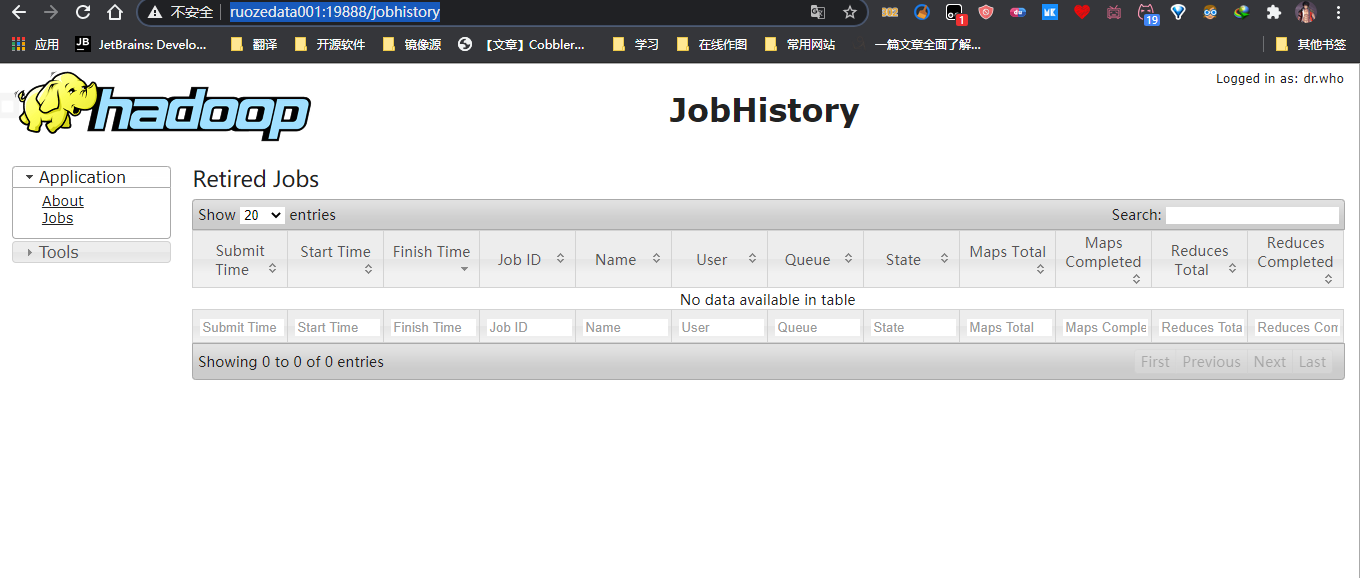 不安全 ruozedata001:19888/jobhistory
1
19
应用 JB JetBrains: Develo... 翻译 开源软件 镜像源 【文章】Cobbler... 学习 在线作图 常用网站 一篇文章全面了解... 其他书签
Logged in as: dr.who
hadoop
JobHistory
Application
About
Jobs
Tools
Retired Jobs
Show 20 entries Search:
Submit Time Start Time Finish Time Job ID Name User Queue State Maps Total Maps Completed Reduces Total Reduces Completed
No data available in table
Submit Time Start Time Finish Time Job ID Name User Queue State Maps Total Maps Comple Reduces Tota Reduces Com
Showing 0 to 0 of 0 entries First Previous Next Last